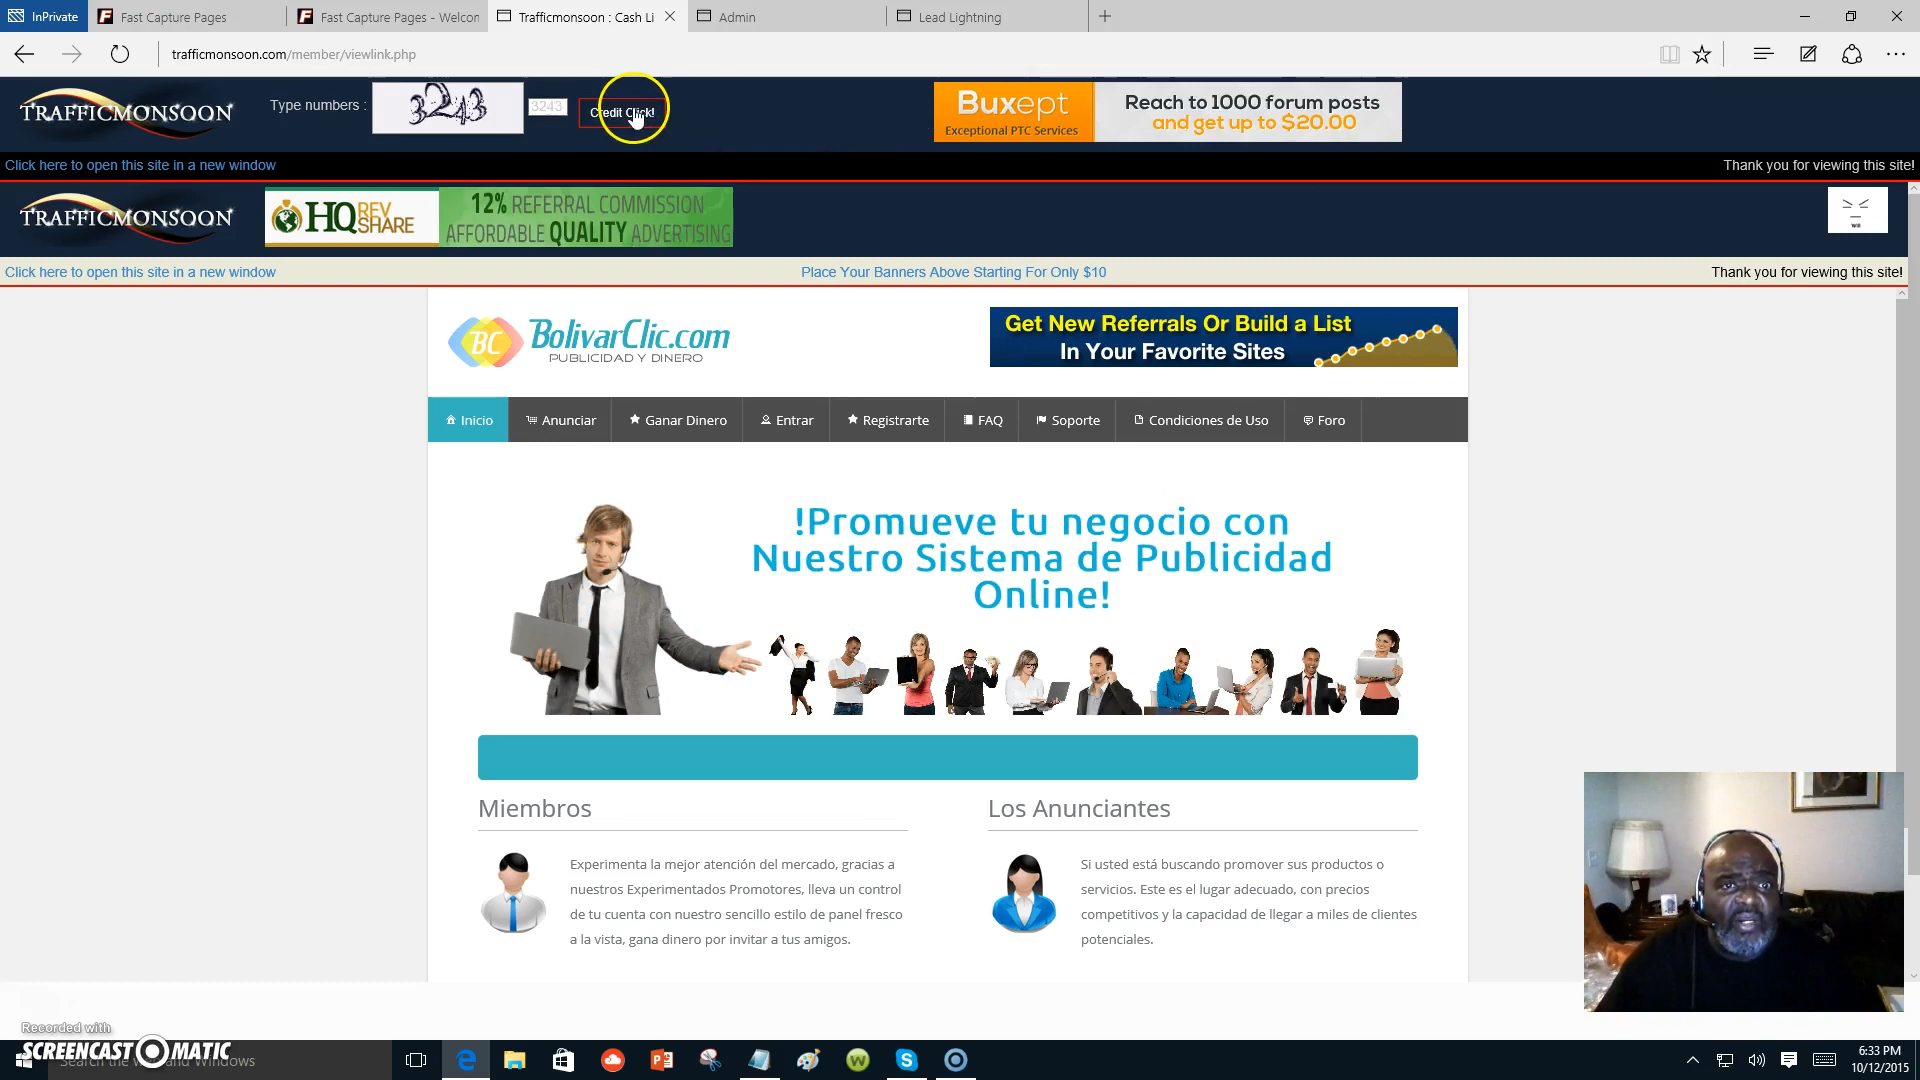 InPrivate
Fast Capture Pages
Fast Capture Pages - Welcon
Trafficmonsoon : Cash Li
Admin
Lead Lightning
trafficmonsoon.com/member/viewlink.php
TRAFFICMONSOON
Type numbers :
3243
3243
Credit Click!
Buxept
Exceptional PTC Services
Reach to 1000 forum posts
and get up to $20.00
Click here to open this site in a new window
Thank you for viewing this site!
TRAFFICMONSOON
HQ REV SHARE
12% REFERRAL COMMISSION
AFFORDABLE QUALITY ADVERTISING
Will
Click here to open this site in a new window
Place Your Banners Above Starting For Only $10
Thank you for viewing this site!
BC
BolivarClic.com
PUBLICIDAD Y DINERO
Get New Referrals Or Build a List
In Your Favorite Sites
Inicio
Anunciar
Ganar Dinero
Entrar
Registrarte
FAQ
Soporte
Condiciones de Uso
Foro
!Promueve tu negocio con
Nuestro Sistema de Publicidad
Online!
Miembros
Los Anunciantes
Experimenta la mejor atención del mercado, gracias a
nuestros Experimentados Promotores, lleva un control
de tu cuenta con nuestro sencillo estilo de panel fresco
a la vista, gana dinero por invitar a tus amigos.
Si usted está buscando promover sus productos o
servicios. Este es el lugar adecuado, con precios
competitivos y la capacidad de llegar a miles de clientes
potenciales.
Recorded with
SCREENCAST O MATIC
Search the web and Windows
6:33 PM
10/12/2015